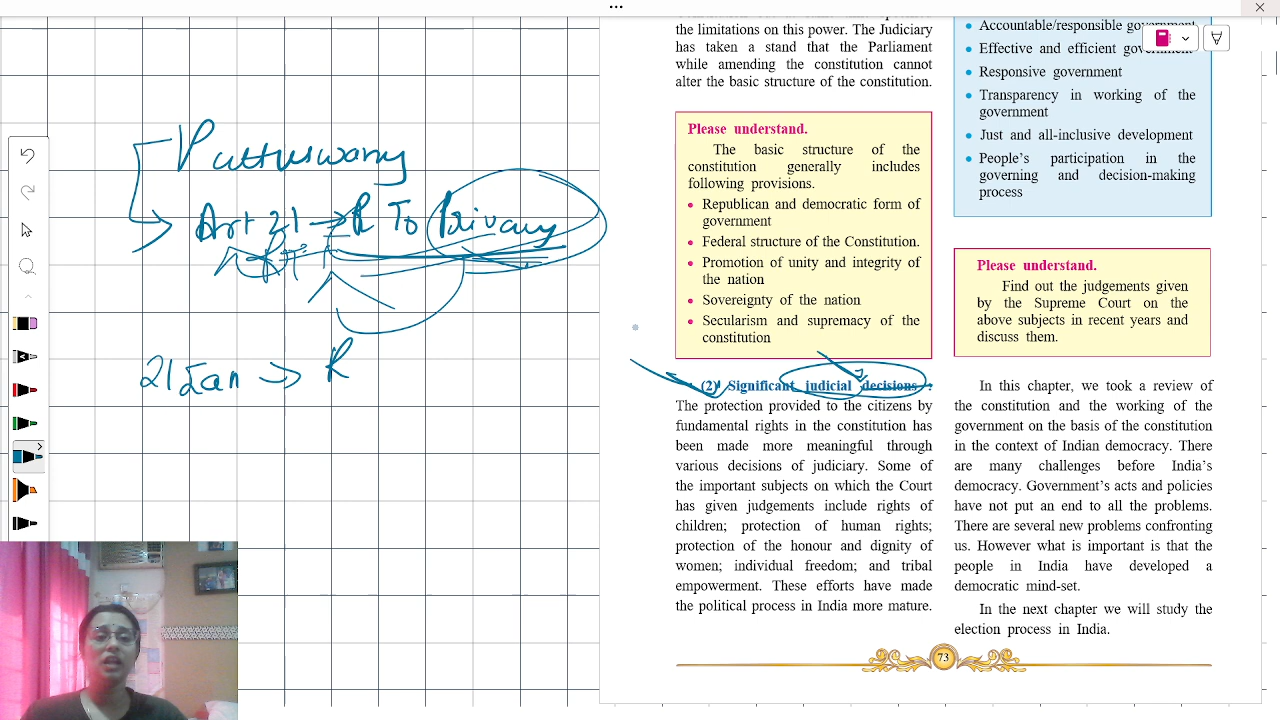 Puttuswamy
Art 21 → R To Privacy
21 Jan → R
the limitations on this power. The Judiciary
has taken a stand that the Parliament
while amending the constitution cannot
alter the basic structure of the constitution.
Please understand.
The basic structure of the
constitution generally includes
following provisions.
• Republican and democratic form of
government
• Federal structure of the Constitution.
• Promotion of unity and integrity of
the nation
• Sovereignty of the nation
• Secularism and supremacy of the
constitution
(2) Significant judicial decisions :
The protection provided to the citizens by
fundamental rights in the constitution has
been made more meaningful through
various decisions of judiciary. Some of
the important subjects on which the Court
has given judgements include rights of
children; protection of human rights;
protection of the honour and dignity of
women; individual freedom; and tribal
empowerment. These efforts have made
the political process in India more mature.
• Accountable/responsible government
• Effective and efficient government
• Responsive government
• Transparency in working of the
government
• Just and all-inclusive development
• People's participation in the
governing and decision-making
process
Please understand.
Find out the judgements given
by the Supreme Court on the
above subjects in recent years and
discuss them.
In this chapter, we took a review of
the constitution and the working of the
government on the basis of the constitution
in the context of Indian democracy. There
are many challenges before India's
democracy. Government's acts and policies
have not put an end to all the problems.
There are several new problems confronting
us. However what is important is that the
people in India have developed a
democratic mind-set.
In the next chapter we will study the
election process in India.
73